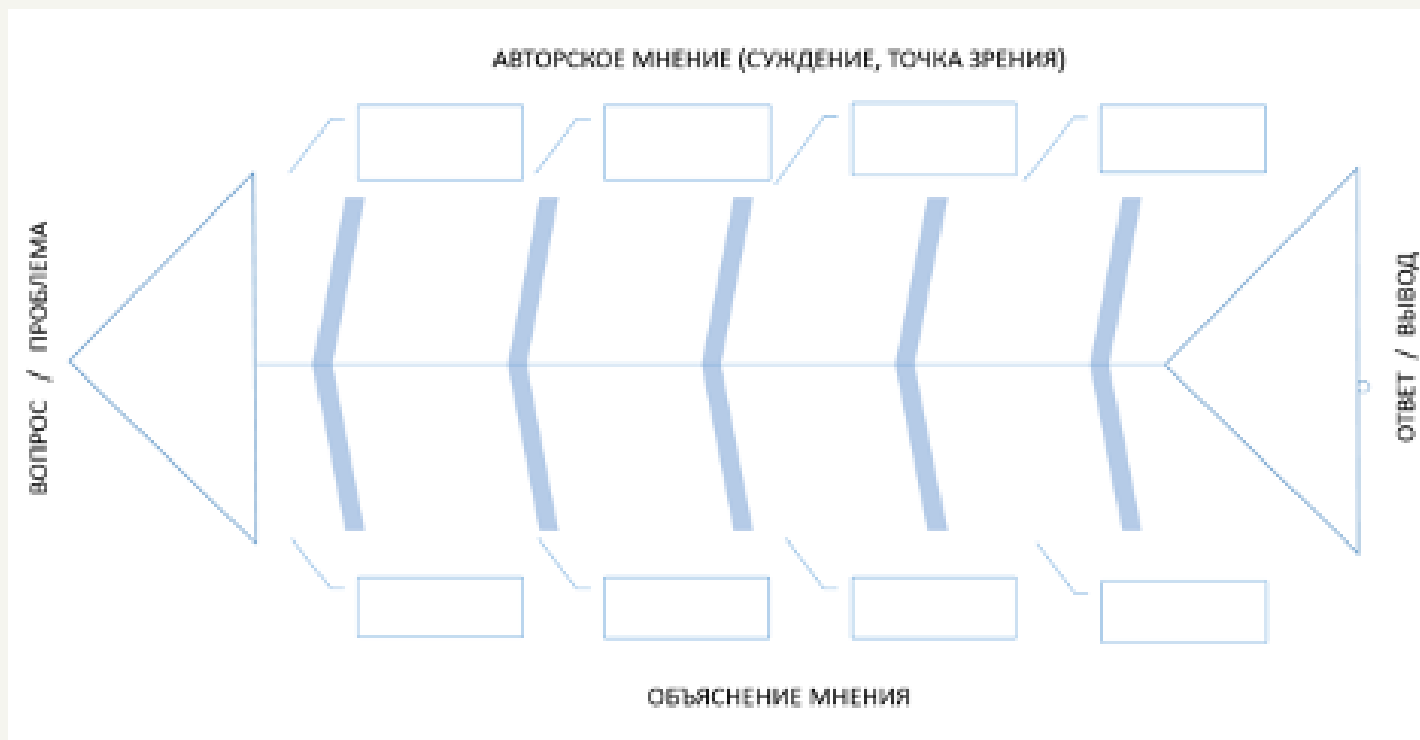 АВТОРСКОЕ МНЕНИЕ (СУЖДЕНИЕ, ТОЧКА ЗРЕНИЯ)
ВОПРОС / ПРОБЛЕМА
ОТВЕТ / ВЫВОД
ОБЪЯСНЕНИЕ МНЕНИЯ